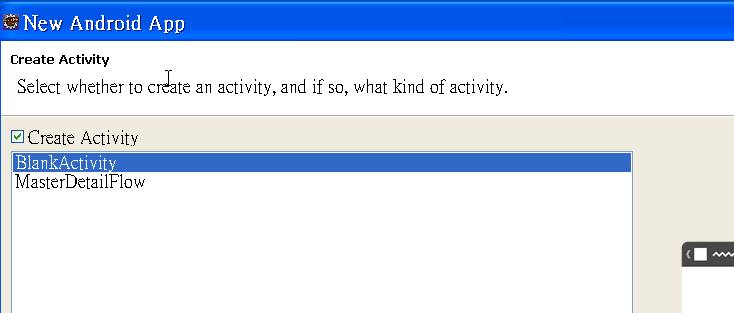 New Android App
Create Activity
Select whether to create an activity, and if so, what kind of activity.
Create Activity
BlankActivity
MasterDetailFlow